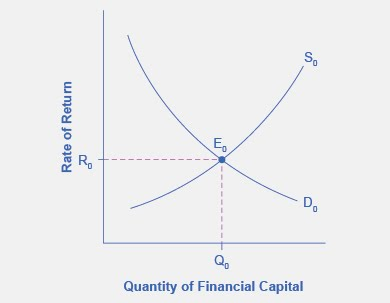 S₀
E₀
Rate of Return
R₀
D₀
Q₀
Quantity of Financial Capital